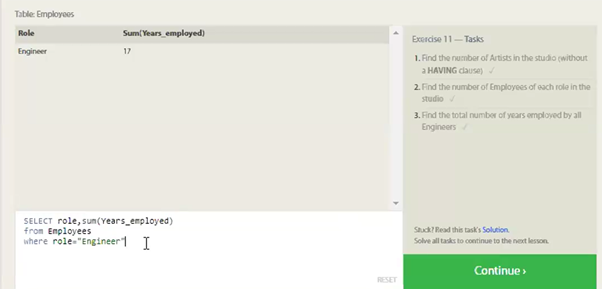 Table: Employees
Role Sum(Years_employed)
Engineer 17
SELECT role,sum(Years_employed)
from Employees
where role="Engineer"
RESET
Exercise 11 — Tasks
1. Find the number of Artists in the studio (without
a HAVING clause) ✓
2. Find the number of Employees of each role in the
studio ✓
3. Find the total number of years employed by all
Engineers ✓
Stuck? Read this task's Solution.
Solve all tasks to continue to the next lesson.
Continue ›